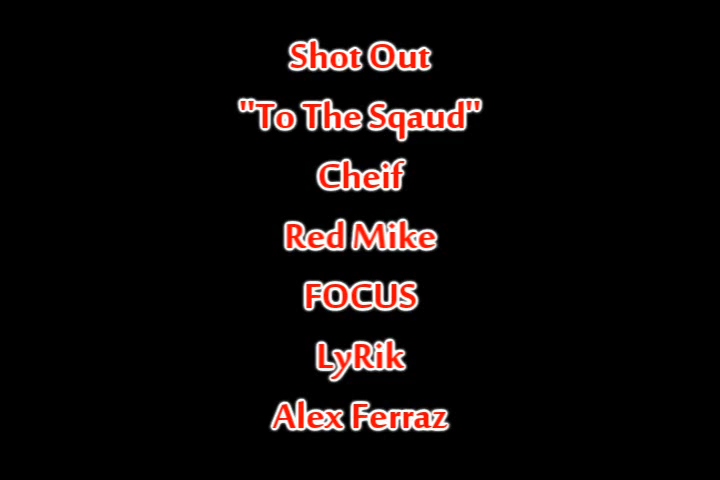 Shot Out
"To The Sqaud"
Cheif
Red Mike
FOCUS
LyRik
Alex Ferraz